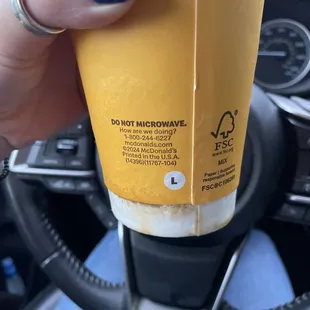 DO NOT MICROWAVE.
How are we doing?
1-800-244-6227
mcdonalds.com
©2024 McDonald's
Printed in the U.S.A.
L
FSC
MIX